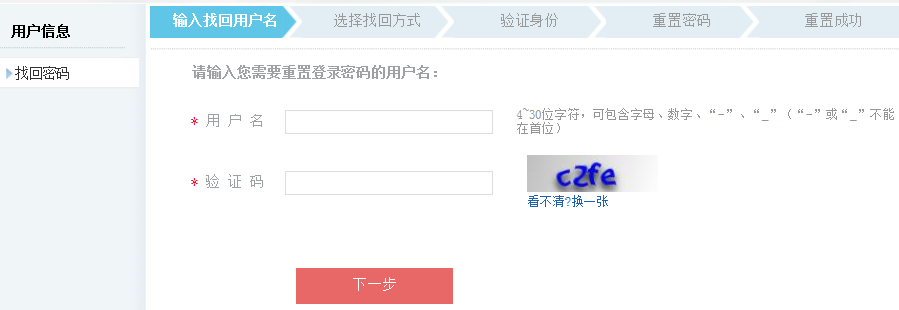 用户信息
找回密码
输入找回用户名
选择找回方式
验证身份
重置密码
重置成功
请输入您需要重置登录密码的用户名：
* 用 户 名
4~30位字符，可包含字母、数字、“-”、“_”（“-”或“_”不能
在首位）
* 验 证 码
c2fe
看不清?换一张
下一步